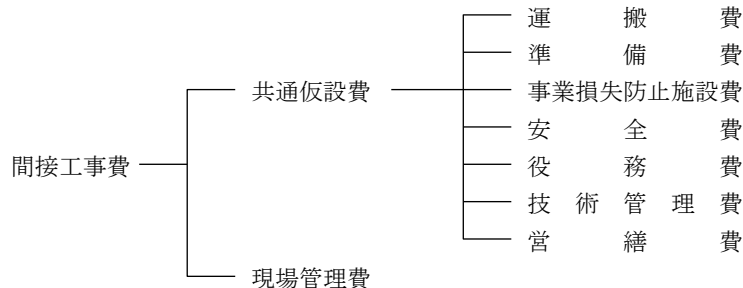 運搬費
準備費
共通仮設費
事業損失防止施設費
安全費
間接工事費
役務費
技術管理費
営繕費
現場管理費